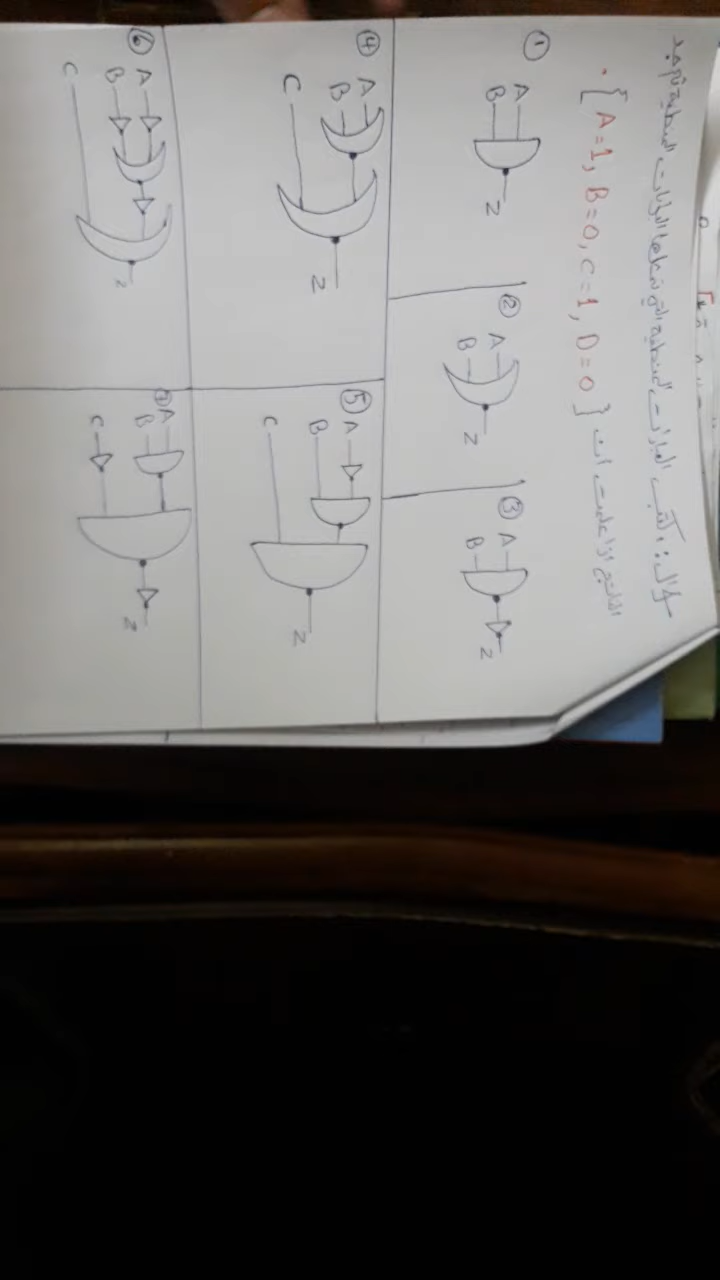 سؤال: اكتب العبارات المنطقية التي تمثلها البوابات المنطقية ثم جد
الناتج اذا علمت ان { A=1, B=0, C=1, D=0 }.
①
A
B
Z
②
A
B
Z
③
A
B
Z
④
A
B
C
Z
⑤
A
B
C
Z
⑥
A
B
C
Z
⑦
A
B
C
Z